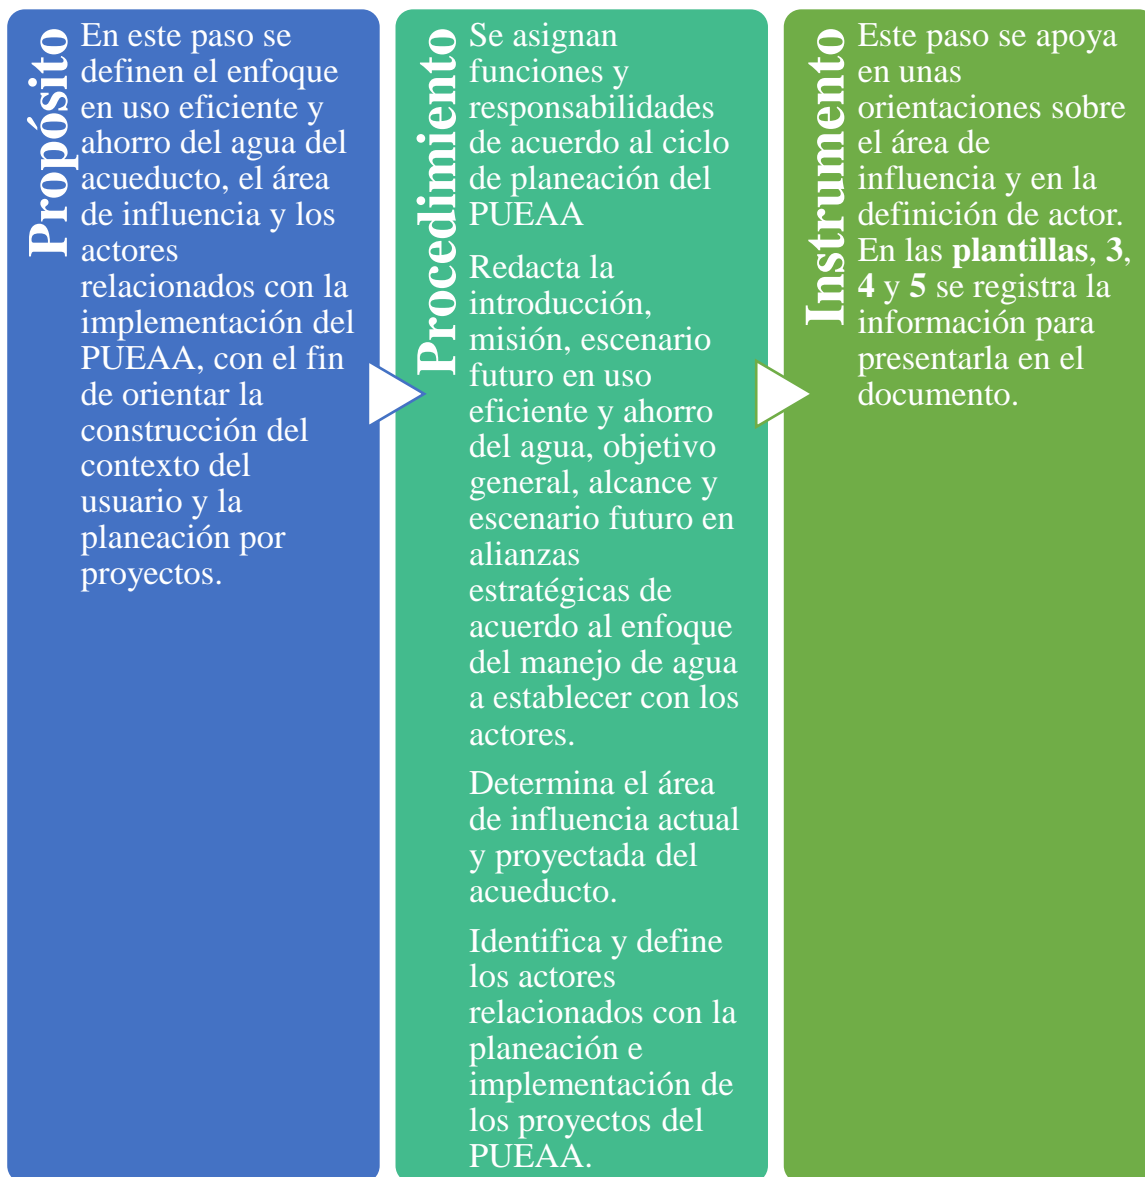 Propósito
En este paso se
definen el enfoque
en uso eficiente y
ahorro del agua del
acueducto, el área
de influencia y los
actores
relacionados con la
implementación del
PUEAA, con el fin
de orientar la
construcción del
contexto del
usuario y la
planeación por
proyectos.
Procedimiento
Se asignan
funciones y
responsabilidades
de acuerdo al ciclo
de planeación del
PUEAA
Redacta la
introducción,
misión, escenario
futuro en uso
eficiente y ahorro
del agua, objetivo
general, alcance y
escenario futuro en
alianzas
estratégicas de
acuerdo al enfoque
del manejo de agua
a establecer con los
actores.
Determina el área
de influencia actual
y proyectada del
acueducto.
Identifica y define
los actores
relacionados con la
planeación e
implementación de
los proyectos del
PUEAA.
Instrumento
Este paso se apoya
en unas
orientaciones sobre
el área de
influencia y en la
definición de actor.
En las plantillas, 3,
4 y 5 se registra la
información para
presentarla en el
documento.